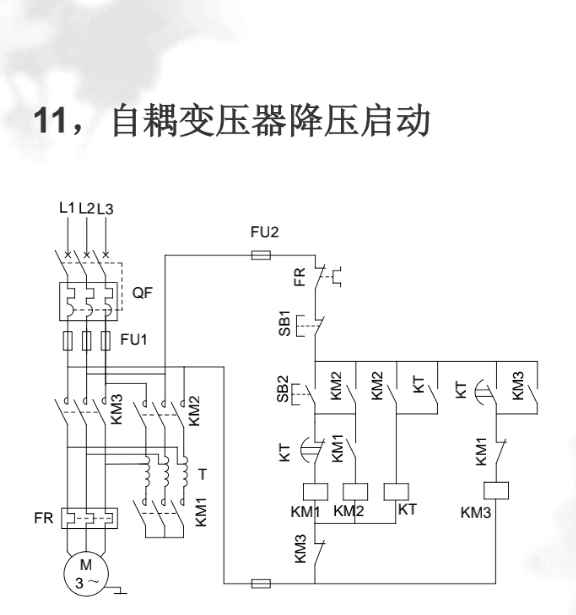 11，自耦变压器降压启动
L1 L2 L3
FU2
QF
FR
FU1
SB1
KM3
KM2
SB2
KM2
KM2
KT
KT
KM3
T
KM1
KT
KM1
KM1
FR
KM1
KM2
KT
KM3
KM3
M
3 ～